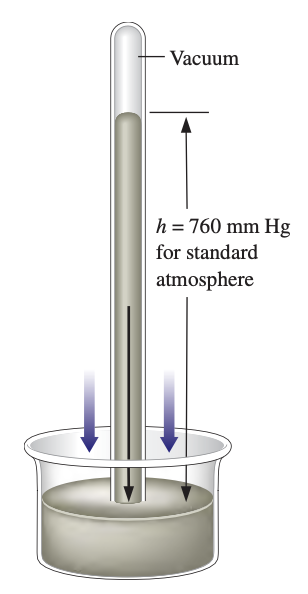 Vacuum
h = 760 mm Hg
for standard
atmosphere